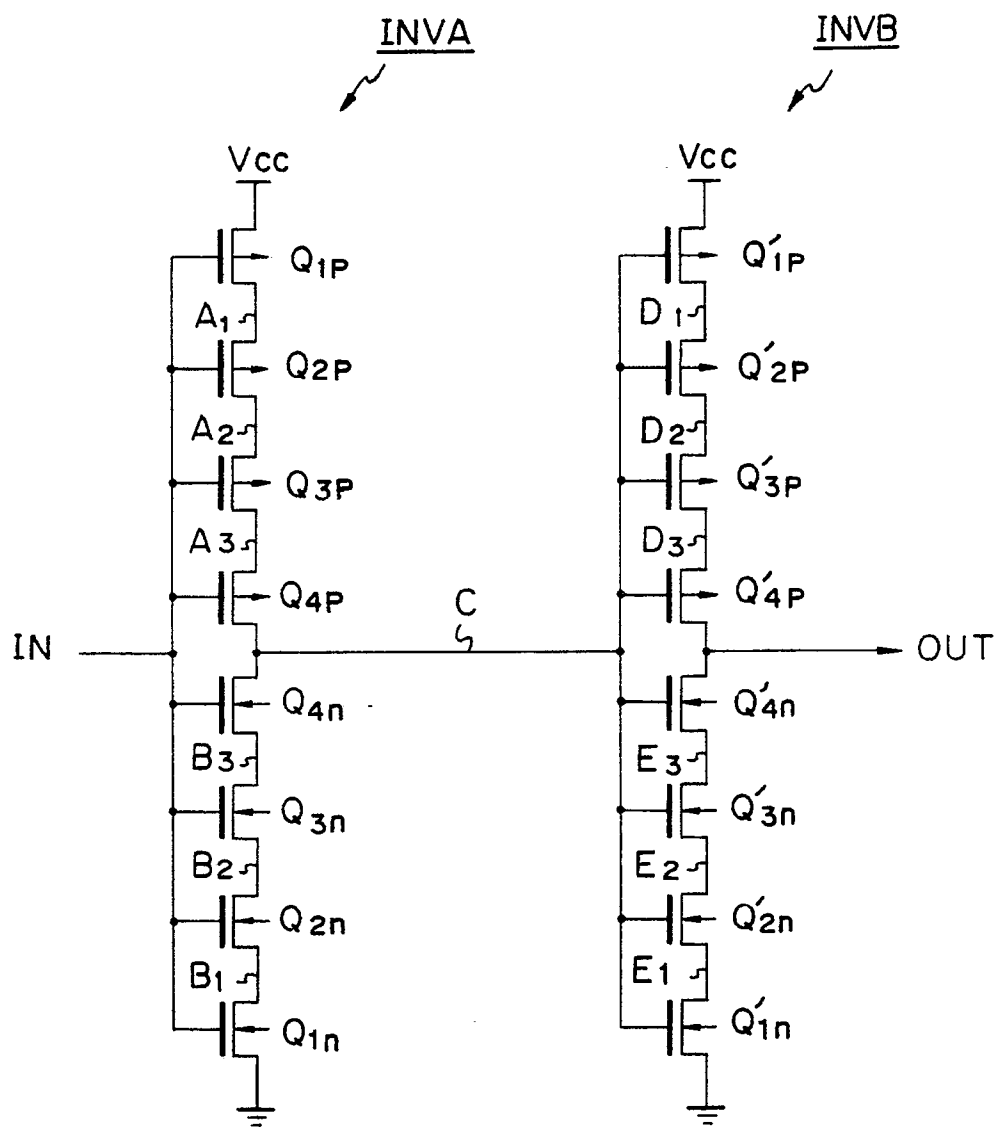 INVA
INVB
Vcc
Vcc
Q1P
Q'1P
A1
D1
Q2P
Q'2P
A2
D2
Q3P
Q'3P
A3
D3
Q4P
C
Q'4P
IN
OUT
Q4n
Q'4n
B3
E3
Q3n
Q'3n
B2
E2
Q2n
Q'2n
B1
E1
Q1n
Q'1n